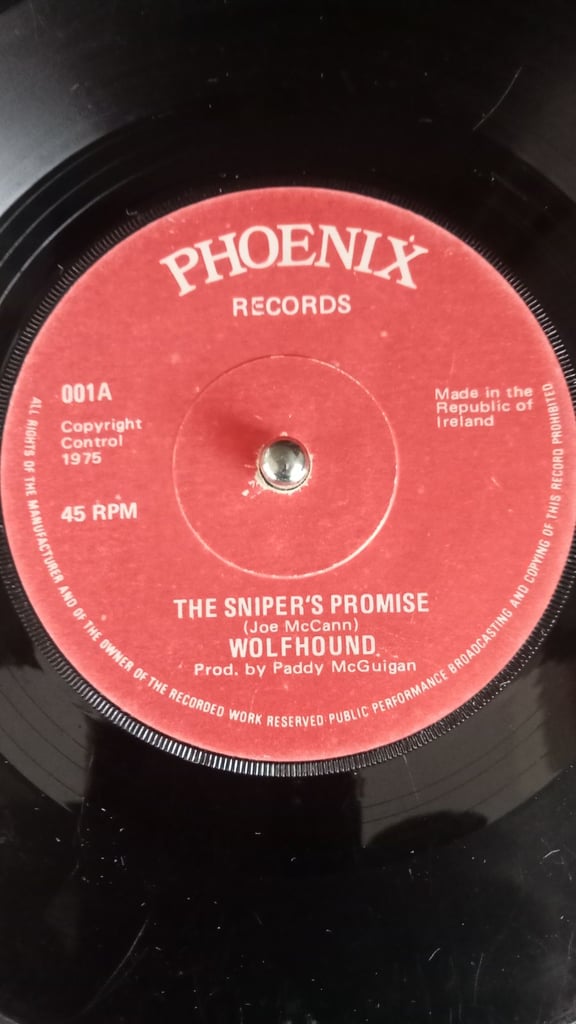 PHOENIX
RECORDS
001A
Copyright
Control
1975
45 RPM
Made in the
Republic of
Ireland
THE SNIPER'S PROMISE
(Joe McCann)
WOLFHOUND
Prod. by Paddy McGuigan
ALL RIGHTS OF THE MANUFACTURER AND OF THE OWNER OF THE RECORDED WORK RESERVED PUBLIC PERFORMANCE BROADCASTING AND COPYING OF THIS RECORD PROHIBITED